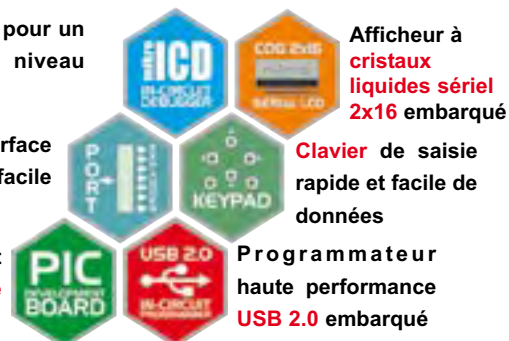 pour un
niveau
mikro
ICD
IN-CIRCUIT
DEBUGGER
COG 2x16
SERIAL LCD
Afficheur à
cristaux
liquides sériel
2x16 embarqué
rface
facile
PORT
KEYPAD
Clavier de saisie
rapide et facile de
données
PIC
DEVELOPMENT
BOARD
USB 2.0
IN-CIRCUIT
PROGRAMMER
Programmateur
haute performance
USB 2.0 embarqué